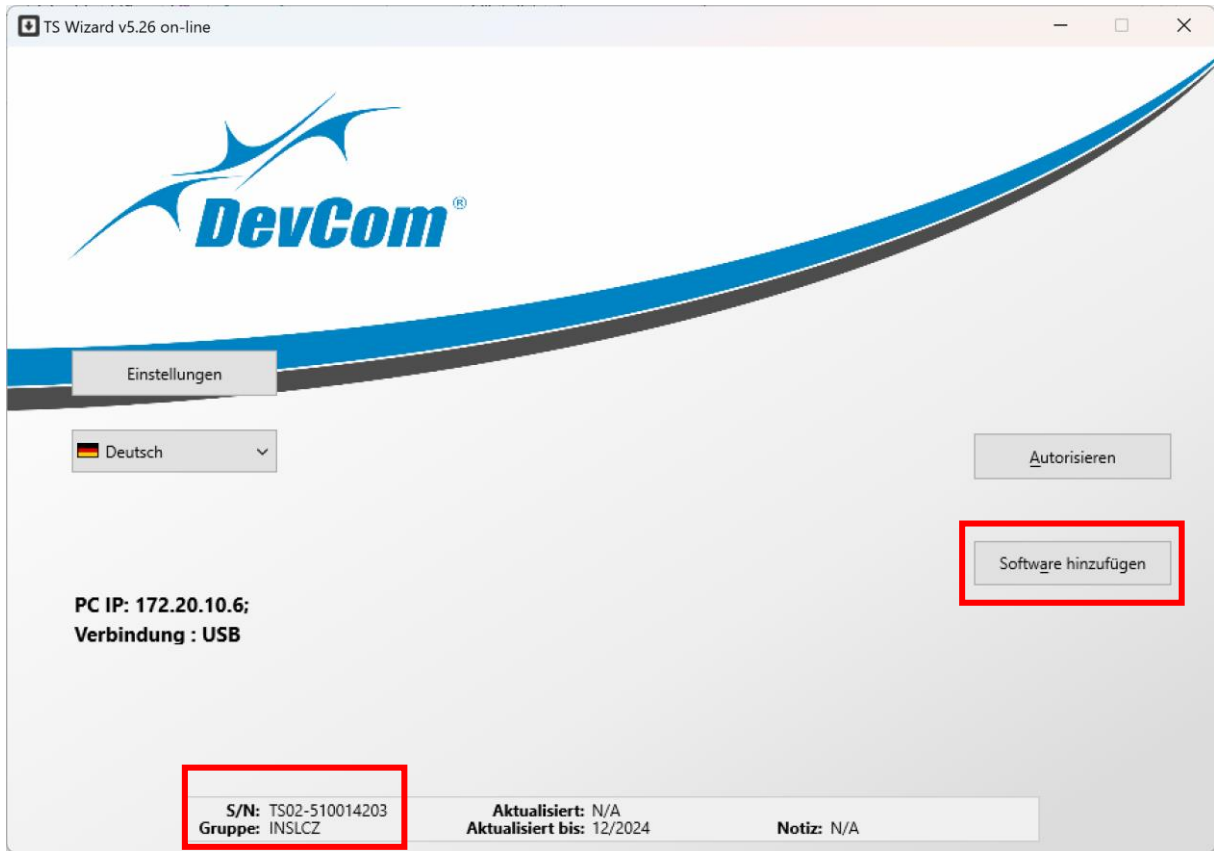 TS Wizard v5.26 on-line
DevCom®
Einstellungen
Deutsch
Autorisieren
Software hinzufügen
PC IP: 172.20.10.6;
Verbindung : USB
S/N: TS02-510014203 Aktualisiert: N/A
Gruppe: INSLCZ Aktualisiert bis: 12/2024 Notiz: N/A